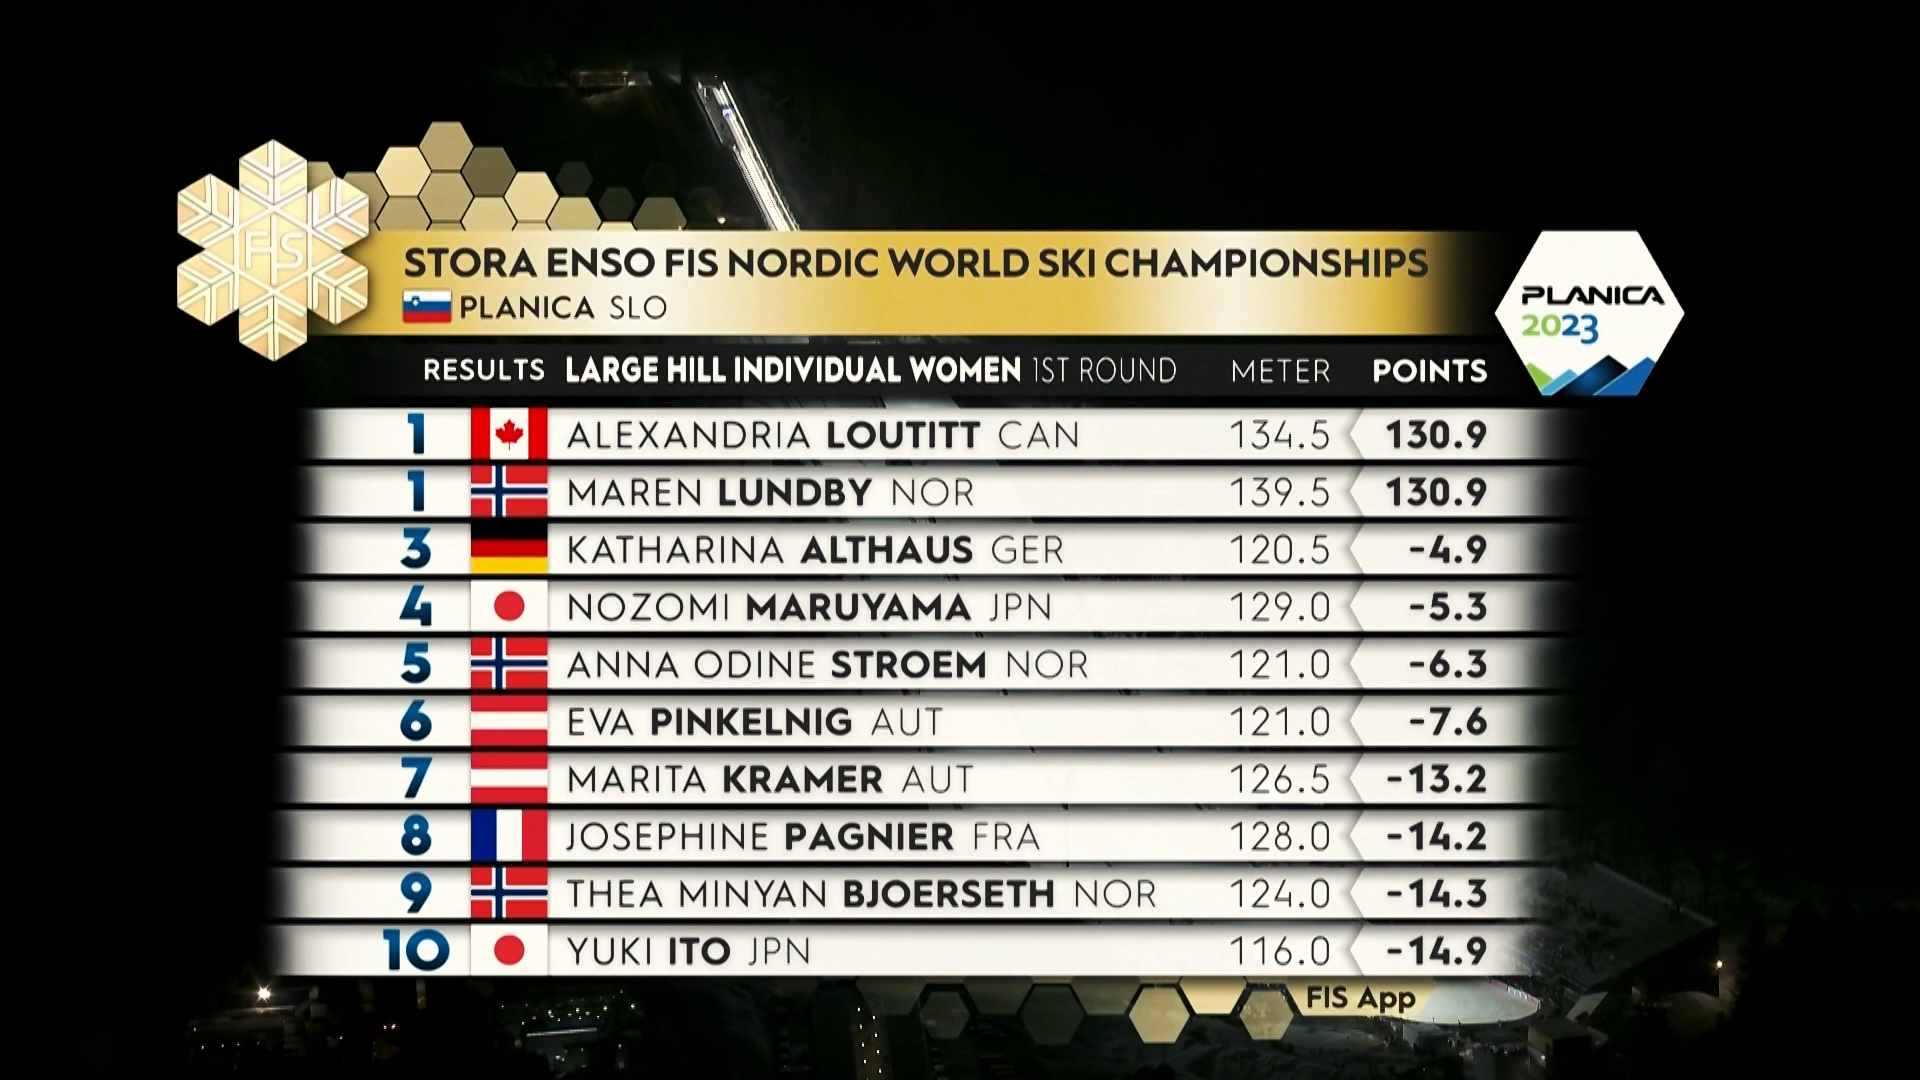 FIS
STORA ENSO FIS NORDIC WORLD SKI CHAMPIONSHIPS
PLANICA SLO
PLANICA
2023
RESULTS LARGE HILL INDIVIDUAL WOMEN 1ST ROUND METER POINTS
1 ALEXANDRIA LOUTITT CAN 134.5 130.9
1 MAREN LUNDBY NOR 139.5 130.9
3 KATHARINA ALTHAUS GER 120.5 -4.9
4 NOZOMI MARUYAMA JPN 129.0 -5.3
5 ANNA ODINE STROEM NOR 121.0 -6.3
6 EVA PINKELNIG AUT 121.0 -7.6
7 MARITA KRAMER AUT 126.5 -13.2
8 JOSEPHINE PAGNIER FRA 128.0 -14.2
9 THEA MINYAN BJOERSETH NOR 124.0 -14.3
10 YUKI ITO JPN 116.0 -14.9
FIS App